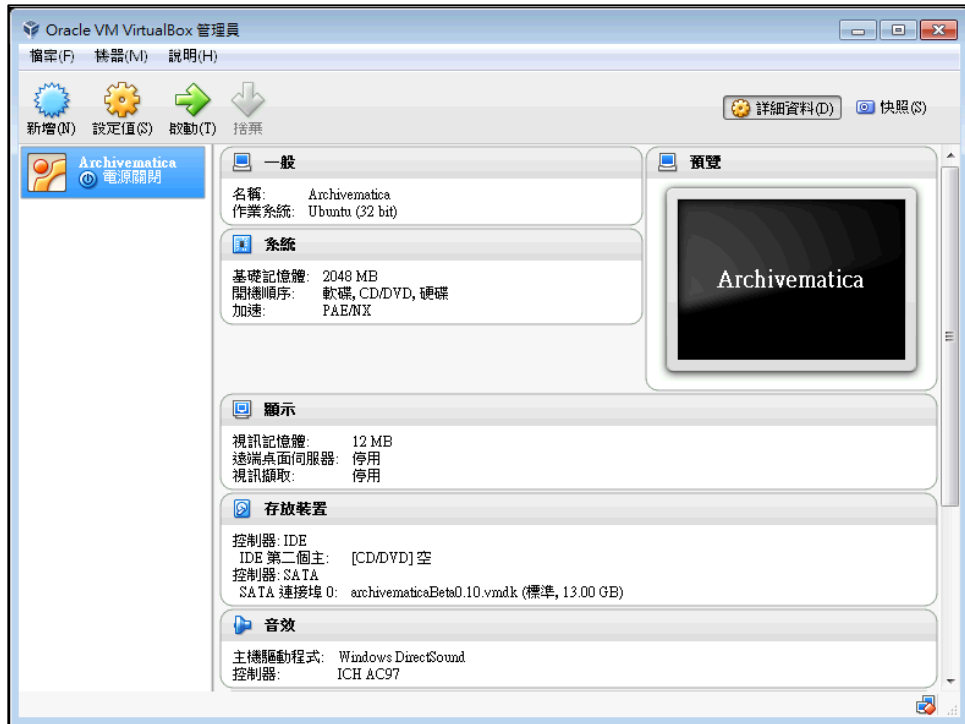 Oracle VM VirtualBox 管理員
檔案(F) 機器(M) 說明(H)
新增(N) 設定值(S) 啟動(T) 捨棄
詳細資料(D) 快照(S)
Archivematica
電源關閉
一般
名稱: Archivematica
作業系統: Ubuntu (32 bit)
系統
基礎記憶體: 2048 MB
開機順序: 軟碟, CD/DVD, 硬碟
加速: PAE/NX
預覽
Archivematica
顯示
視訊記憶體: 12 MB
遠端桌面伺服器: 停用
視訊擷取: 停用
存放裝置
控制器: IDE
IDE 第二個主: [CD/DVD] 空
控制器: SATA
SATA 連接埠 0: archivematicaBeta0.10.vmdk (標準, 13.00 GB)
音效
主機驅動程式: Windows DirectSound
控制器: ICH AC97